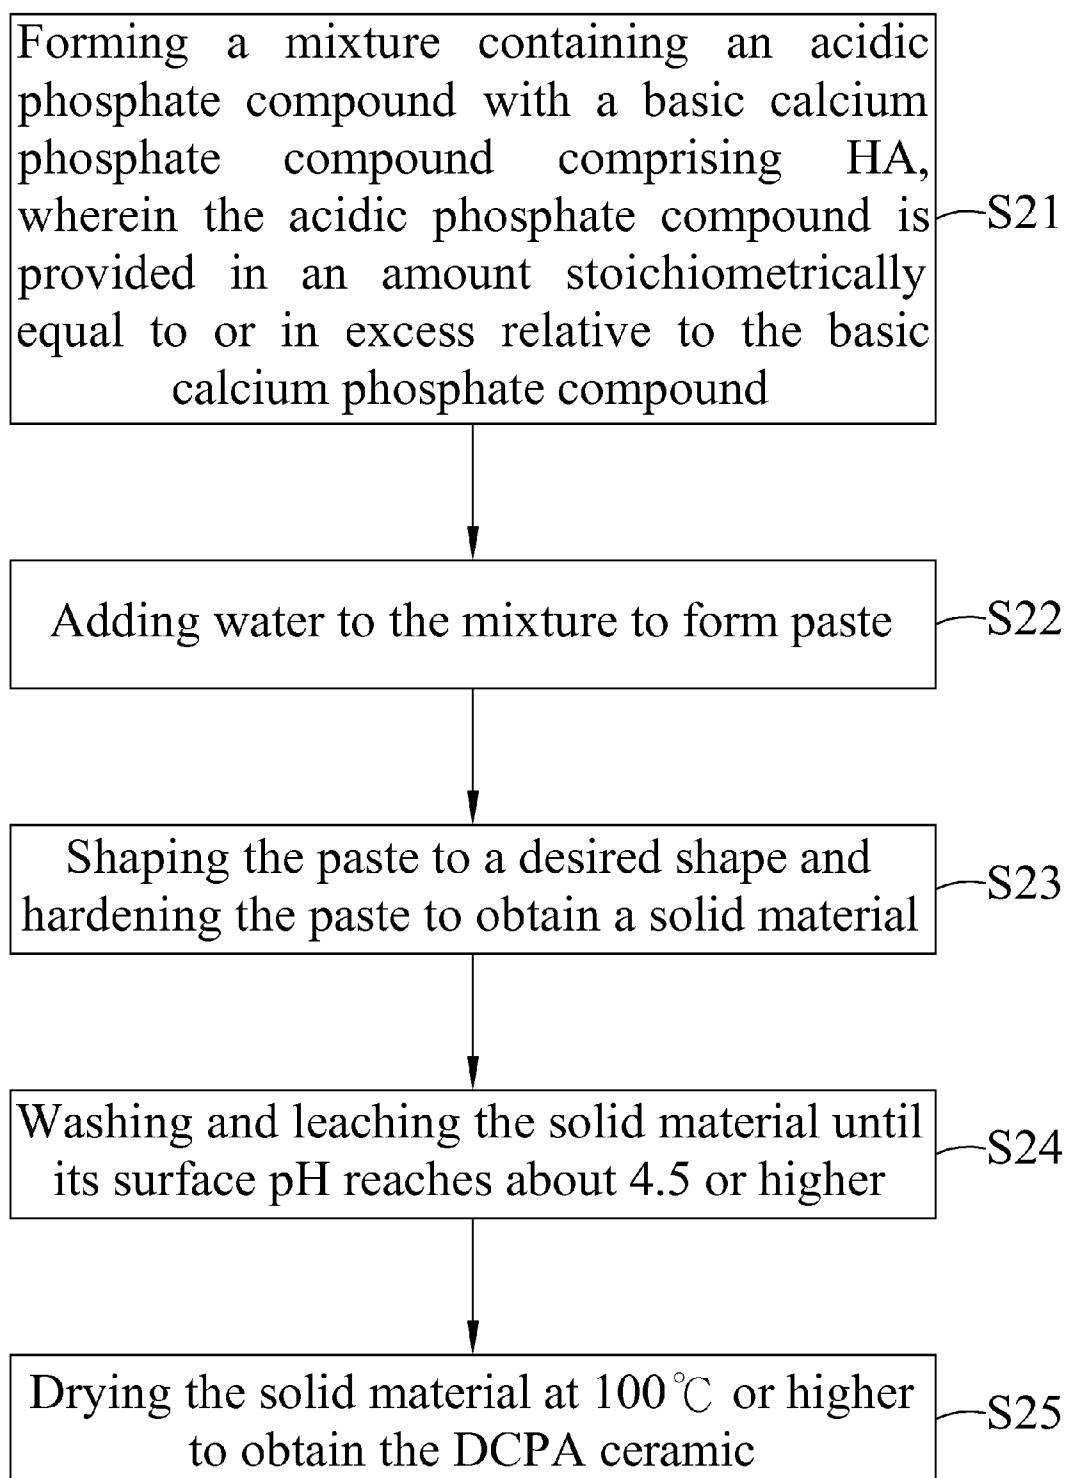 Forming a mixture containing an acidic
phosphate compound with a basic calcium
phosphate compound comprising HA,
wherein the acidic phosphate compound is
provided in an amount stoichiometrically
equal to or in excess relative to the basic
calcium phosphate compound
S21
Adding water to the mixture to form paste
S22
Shaping the paste to a desired shape and
hardening the paste to obtain a solid material
S23
Washing and leaching the solid material until
its surface pH reaches about 4.5 or higher
S24
Drying the solid material at 100℃ or higher
to obtain the DCPA ceramic
S25